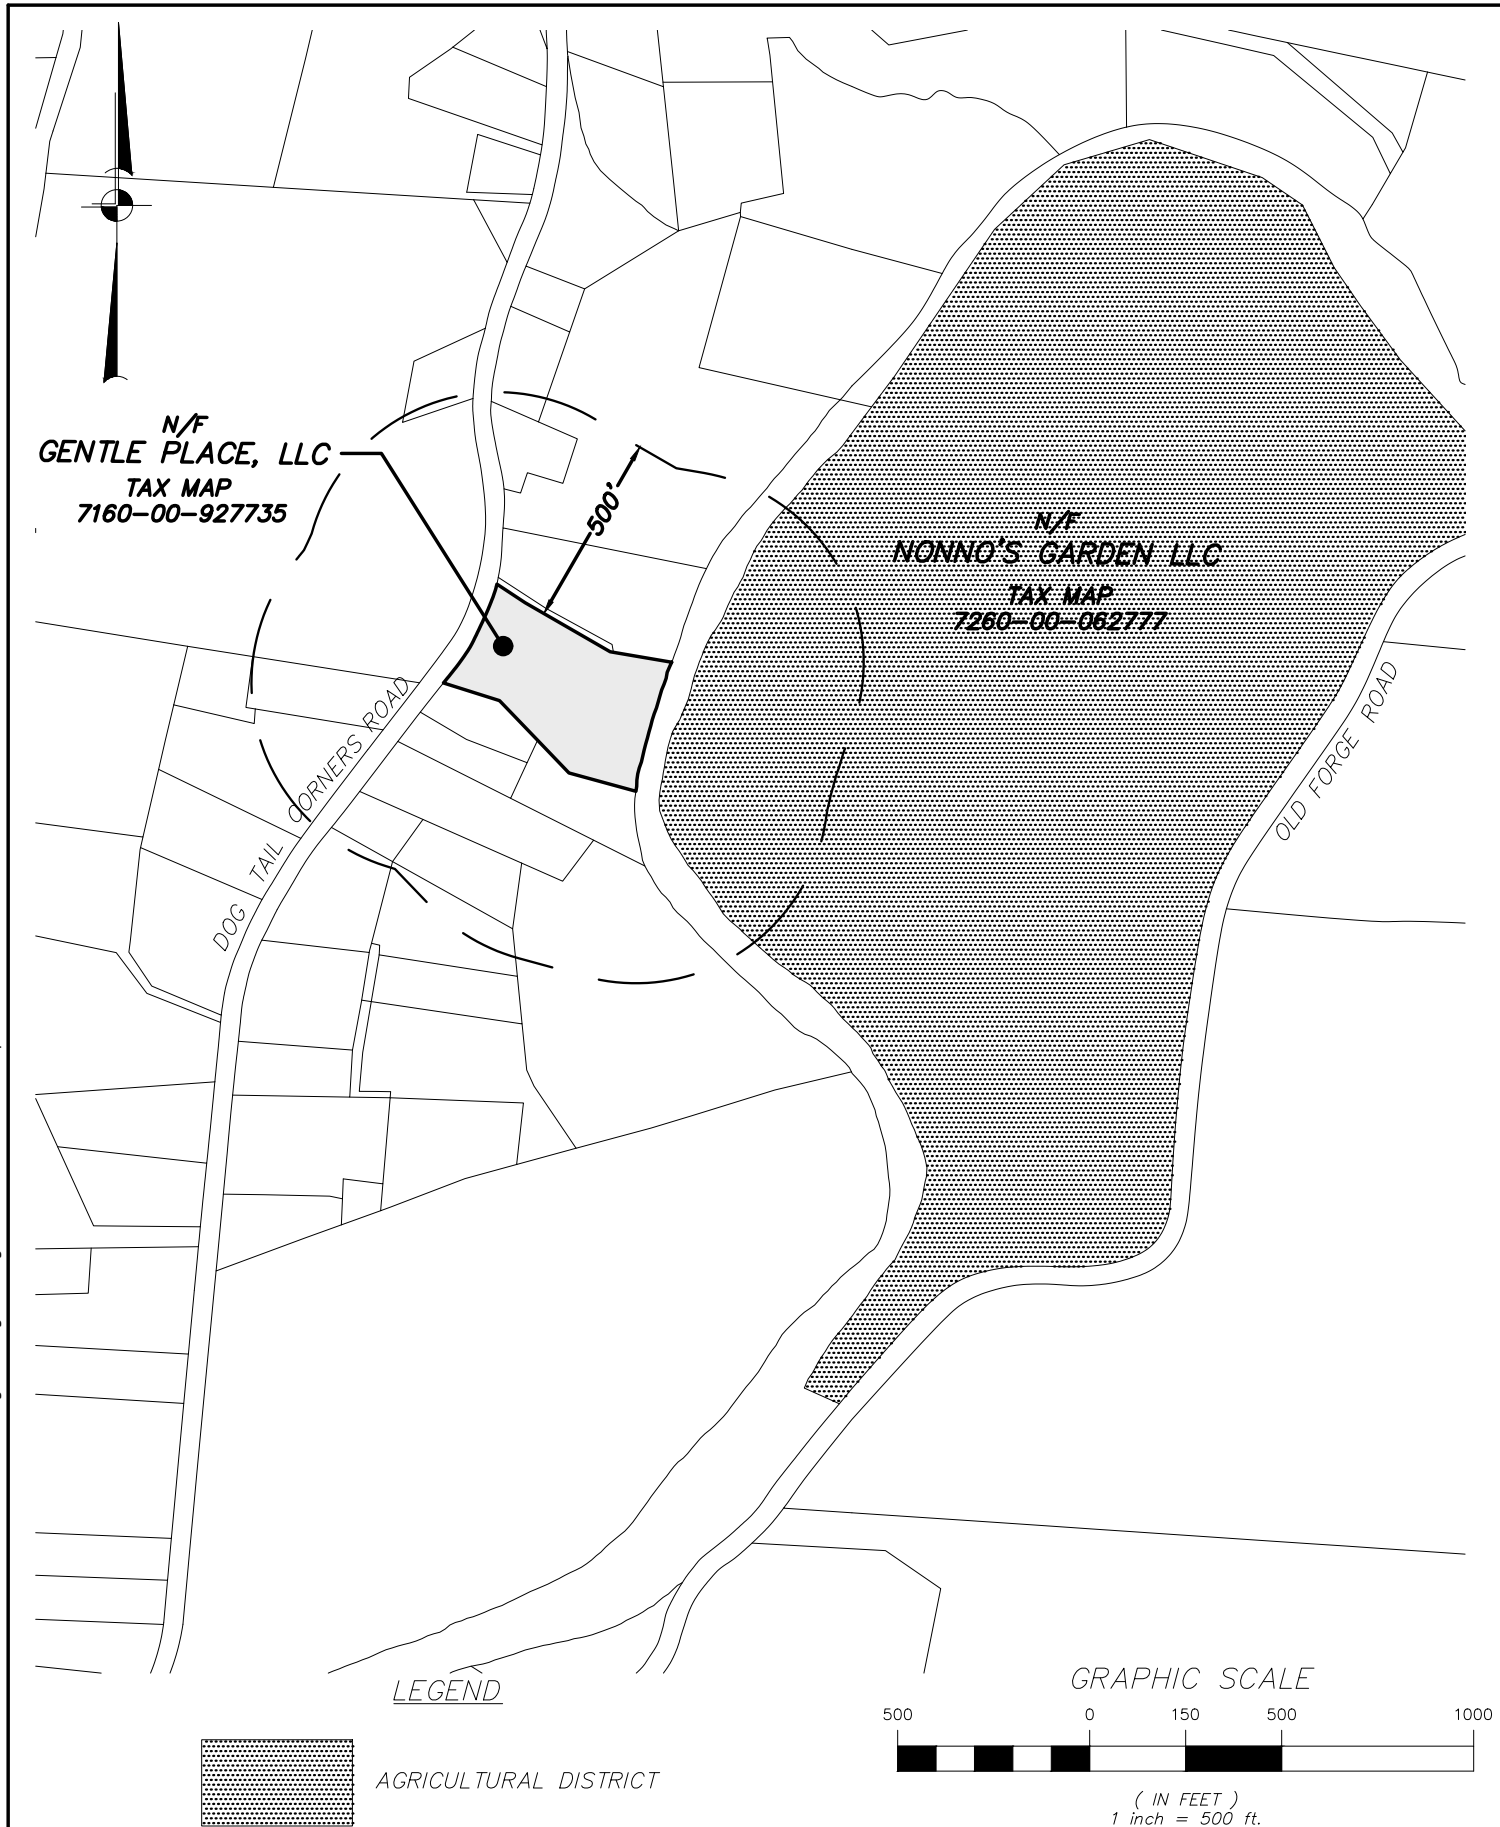 N/F
GENTLE PLACE, LLC
TAX MAP
7160-00-927735
500'
N/F
NONNO'S GARDEN LLC
TAX MAP
7260-00-062777
DOG TAIL CORNERS ROAD
OLD FORGE ROAD
LEGEND
AGRICULTURAL DISTRICT
GRAPHIC SCALE
500 0 150 500 1000
( IN FEET )
1 inch = 500 ft.